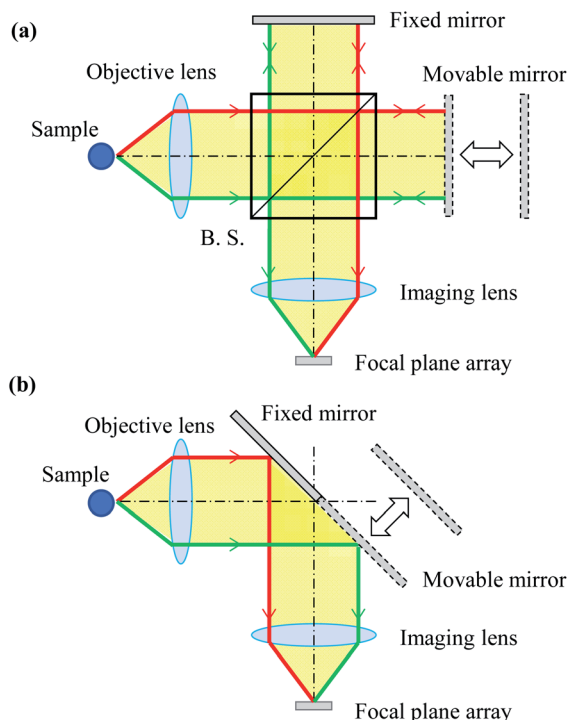 (a)
Fixed mirror
Objective lens
Movable mirror
Sample
B. S.
Imaging lens
Focal plane array
(b)
Fixed mirror
Objective lens
Sample
Movable mirror
Imaging lens
Focal plane array